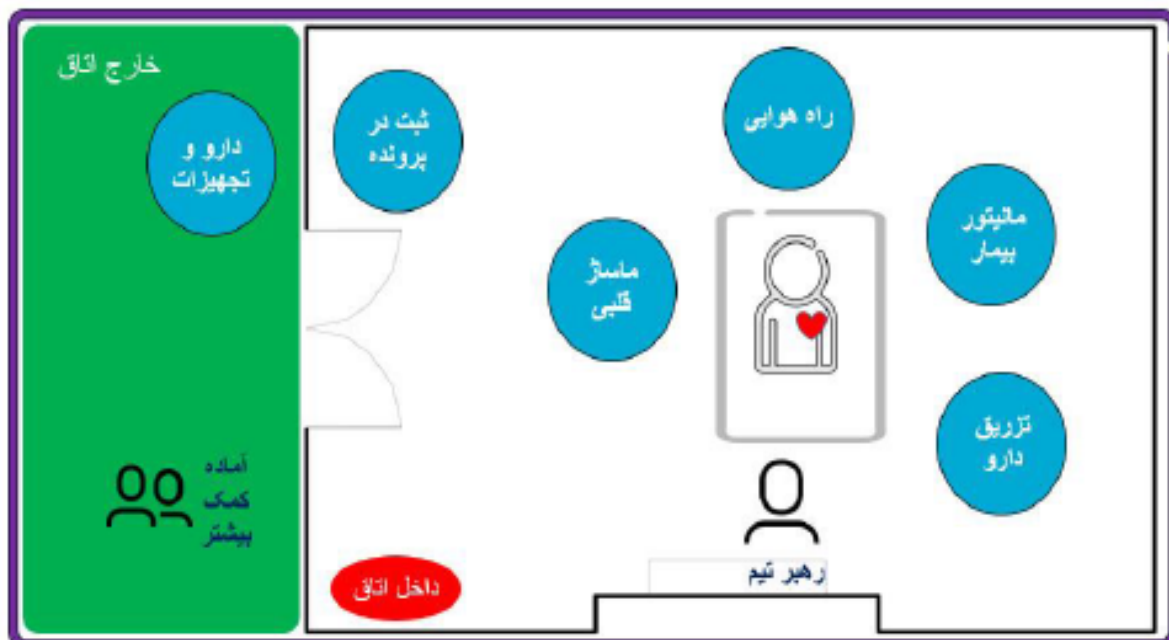 خارج اتاق
دارو و
تجهیزات
ثبت در
پرونده
راه هوایی
مانیتور
بیمار
ماساژ
قلبی
تزریق
دارو
آماده
کمک
بیشتر
رهبر تیم
داخل اتاق